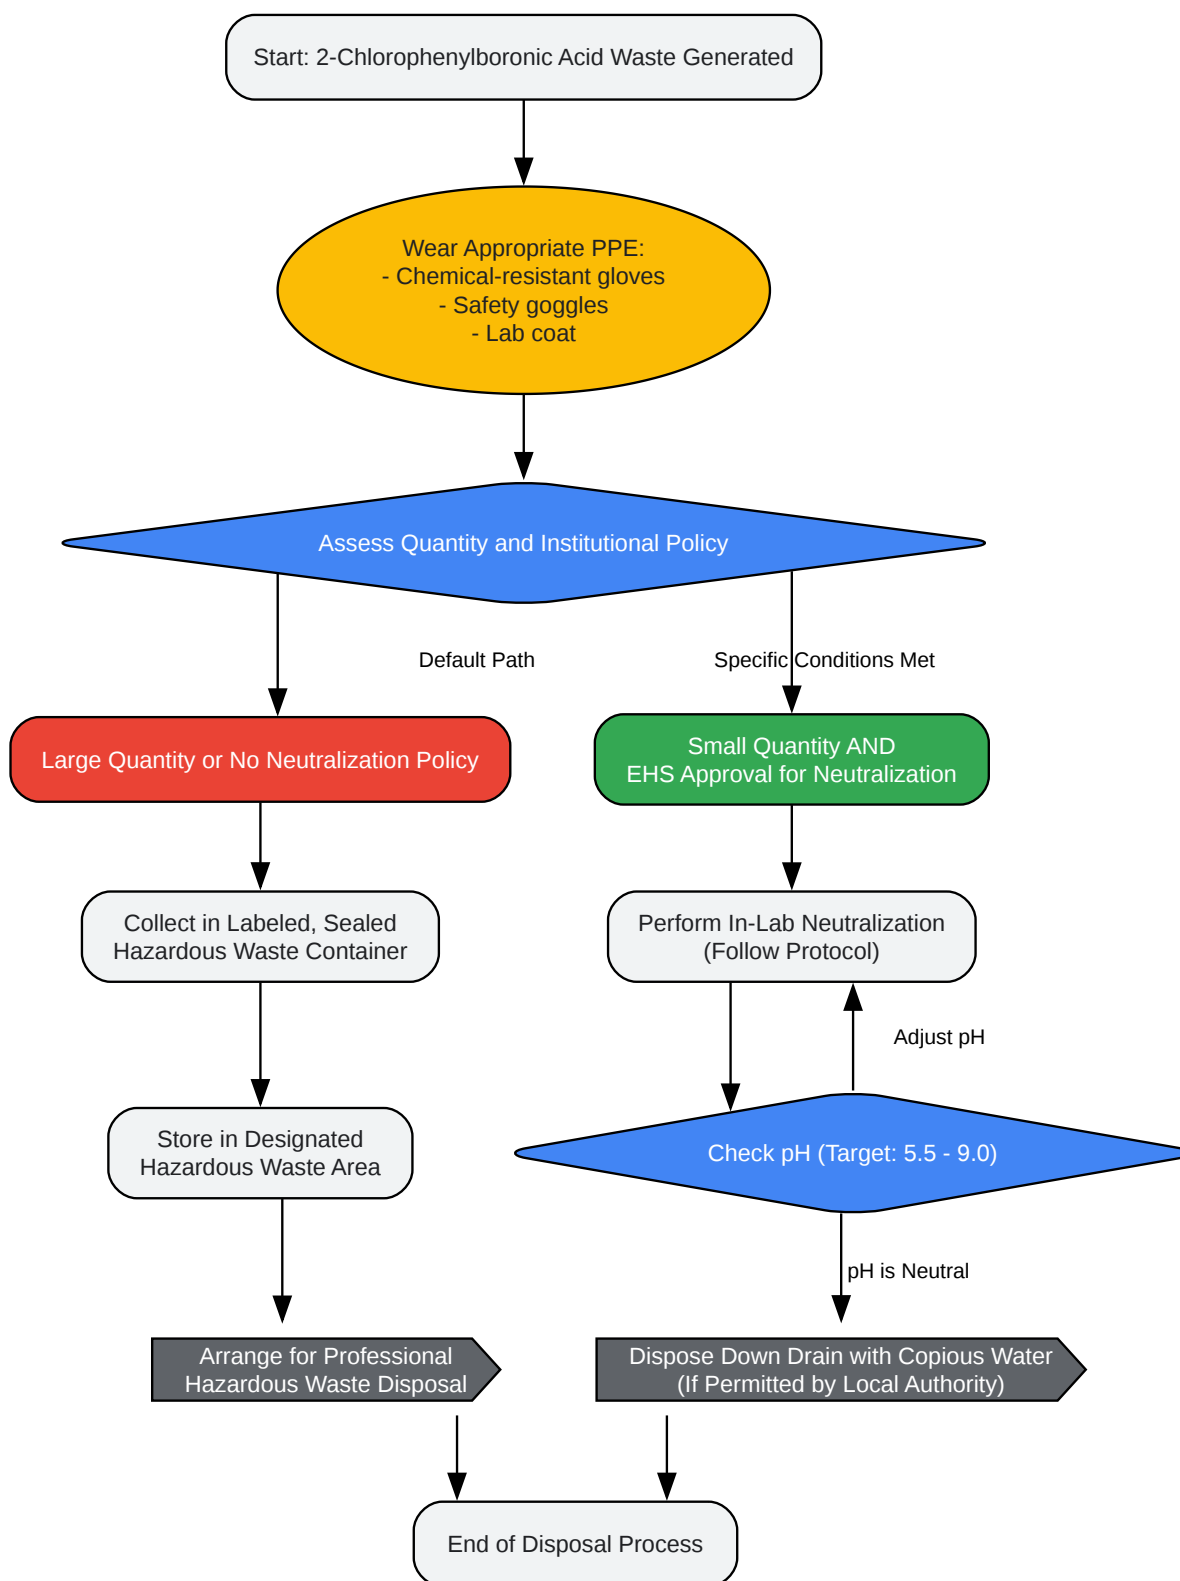 Start: 2-Chlorophenylboronic Acid Waste Generated
Wear Appropriate PPE:
- Chemical-resistant gloves
- Safety goggles
- Lab coat
Assess Quantity and Institutional Policy
Default Path
Specific Conditions Met
Large Quantity or No Neutralization Policy
Small Quantity AND
EHS Approval for Neutralization
Collect in Labeled, Sealed
Hazardous Waste Container
Perform In-Lab Neutralization
(Follow Protocol)
Adjust pH
Store in Designated
Hazardous Waste Area
Check pH (Target: 5.5 - 9.0)
pH is Neutral
Arrange for Professional
Hazardous Waste Disposal
Dispose Down Drain with Copious Water
(If Permitted by Local Authority)
End of Disposal Process